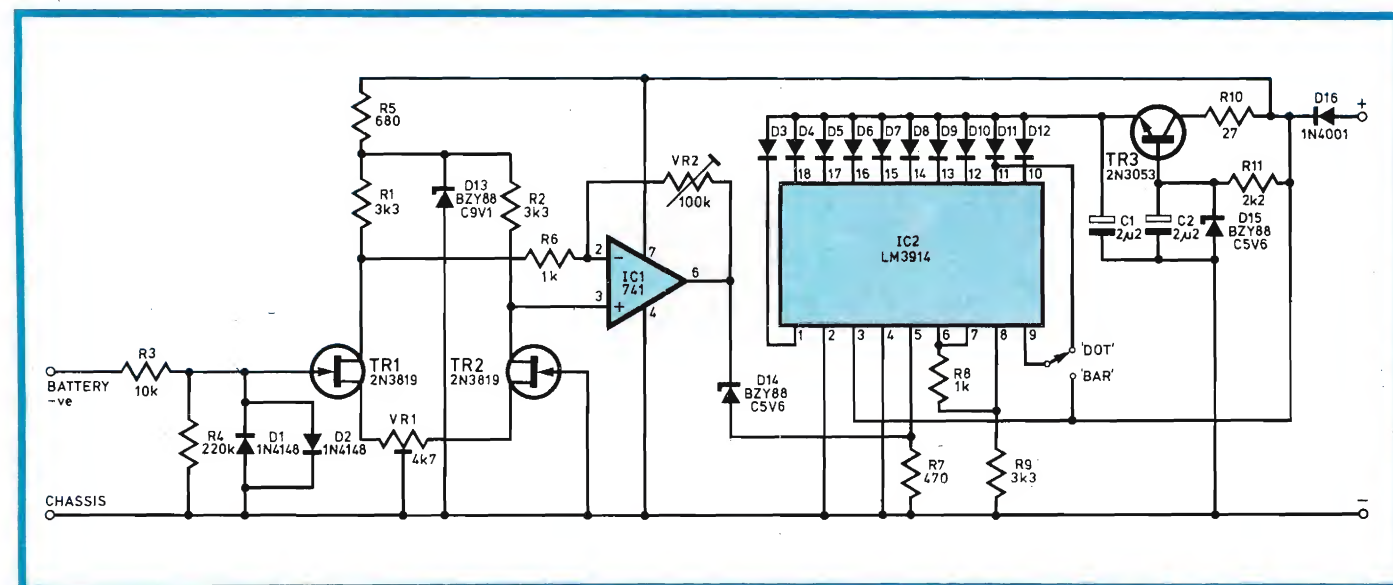 R5
680
R1
3k3
D13
BZY88
C9V1
R2
3k3
R6
1k
VR2
100k
2
3
7
4
6
IC1
741
−
+
BATTERY
-ve
R3
10k
R4
220k
D1
1N4148
D2
1N4148
TR1
2N3819
VR1
4k7
TR2
2N3819
CHASSIS
D14
BZY88
C5V6
D3
D4
D5
D6
D7
D8
D9
D10
D11
D12
18
17
16
15
14
13
12
11
10
IC2
LM3914
1
2
3
4
5
6
7
8
9
R8
1k
R7
470
R9
3k3
'DOT'
'BAR'
TR3
2N3053
R10
27
D16
1N4001
+
R11
2k2
C1
2µ2
C2
2µ2
D15
BZY88
C5V6
−